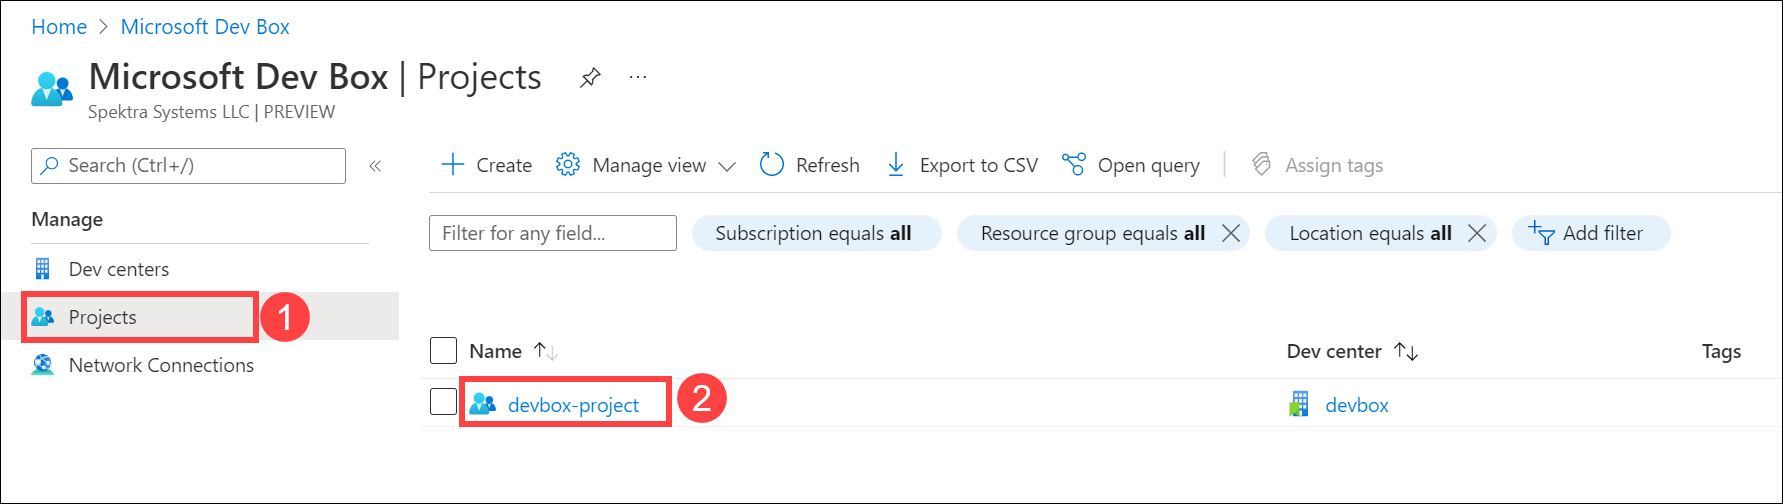 Home > Microsoft Dev Box
Microsoft Dev Box | Projects ...
Spektra Systems LLC | PREVIEW
Search (Ctrl+/) «
Create Manage view Refresh Export to CSV Open query Assign tags
Manage
Filter for any field... Subscription equals all Resource group equals all Location equals all Add filter
Dev centers
Projects 1
Network Connections
Name Dev center Tags
devbox-project 2 devbox